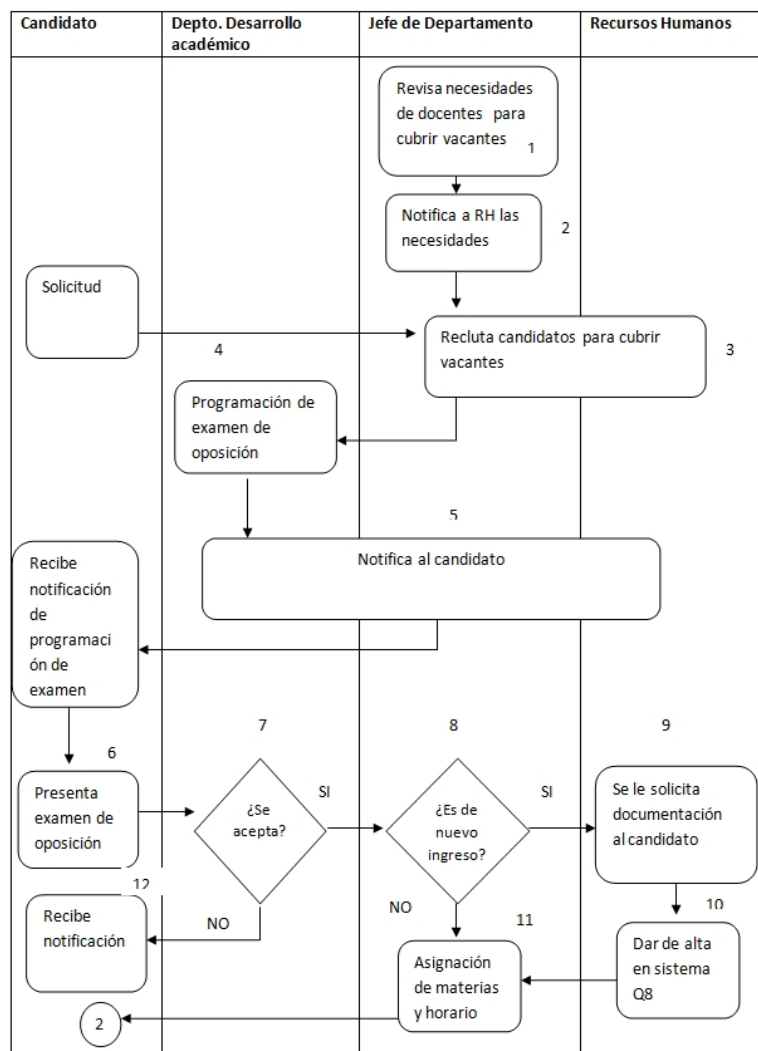 Candidato
Depto. Desarrollo
académico
Jefe de Departamento
Recursos Humanos
Revisa necesidades
de docentes para
cubrir vacantes
1
Notifica a RH las
necesidades
2
Solicitud
Recluta candidatos para cubrir
vacantes
3
4
Programación de
examen de
oposición
5
Notifica al candidato
Recibe
notificación
de
programaci
ón de
examen
6
7
8
9
Presenta
examen de
oposición
¿Se
acepta?
SI
¿Es de
nuevo
ingreso?
SI
Se le solicita
documentación
al candidato
12
Recibe
notificación
NO
NO
11
10
Asignación
de materias
y horario
Dar de alta
en sistema
Q8
2